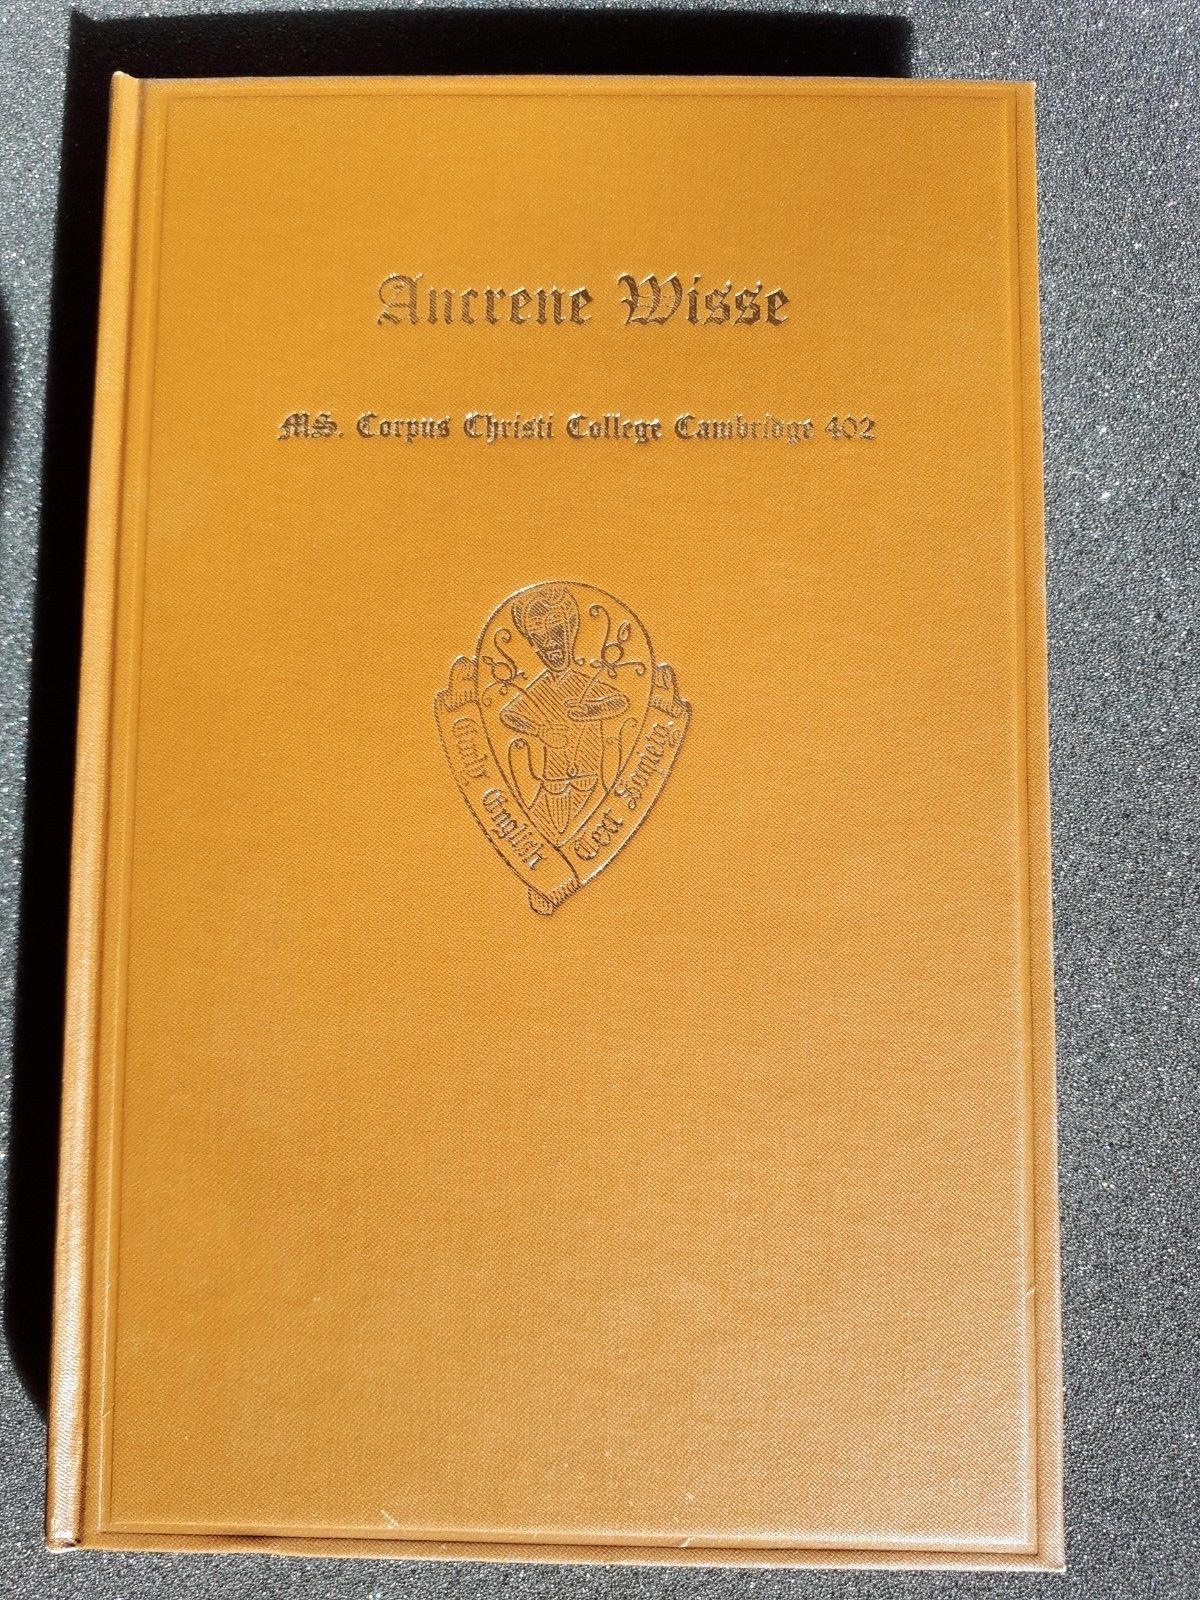 Ancrene Wisse
MS. Corpus Christi College Cambridge 402
Early English Text Society.